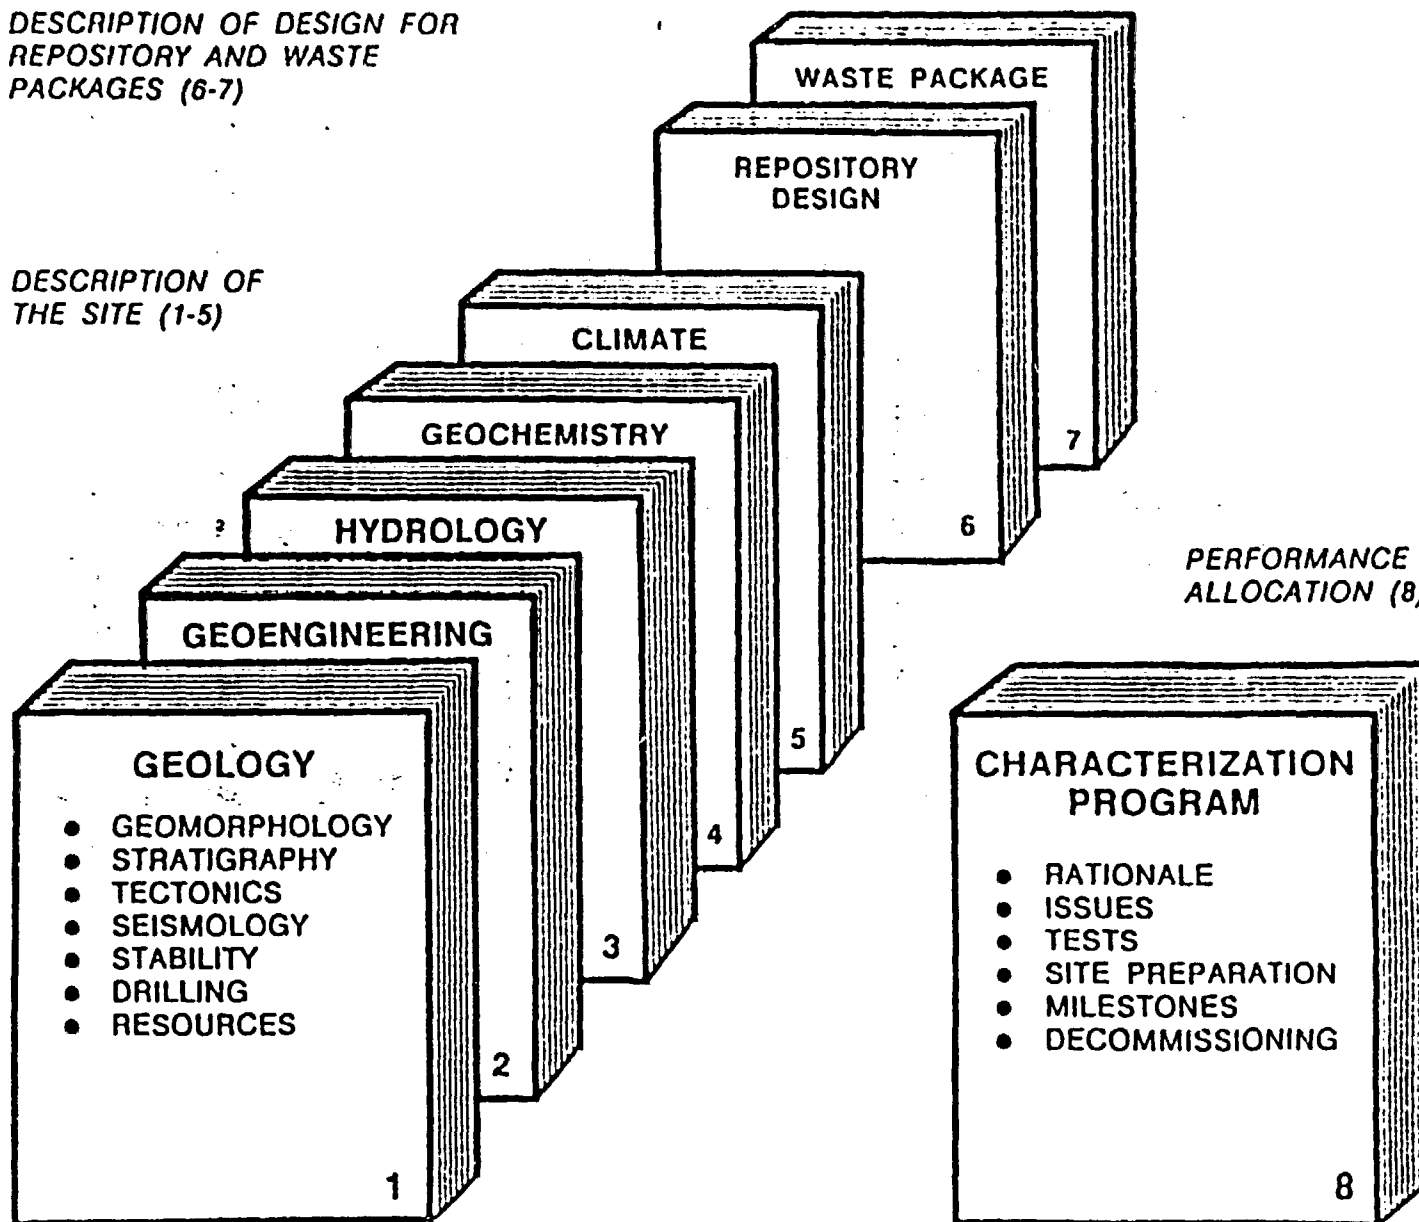 DESCRIPTION OF DESIGN FOR
REPOSITORY AND WASTE
PACKAGES (6-7)
WASTE PACKAGE
7
REPOSITORY
DESIGN
6
DESCRIPTION OF
THE SITE (1-5)
CLIMATE
5
GEOCHEMISTRY
4
HYDROLOGY
3
GEOENGINEERING
2
GEOLOGY
● GEOMORPHOLOGY
● STRATIGRAPHY
● TECTONICS
● SEISMOLOGY
● STABILITY
● DRILLING
● RESOURCES
1
PERFORMANCE
ALLOCATION (8)
CHARACTERIZATION
PROGRAM
● RATIONALE
● ISSUES
● TESTS
● SITE PREPARATION
● MILESTONES
● DECOMMISSIONING
8